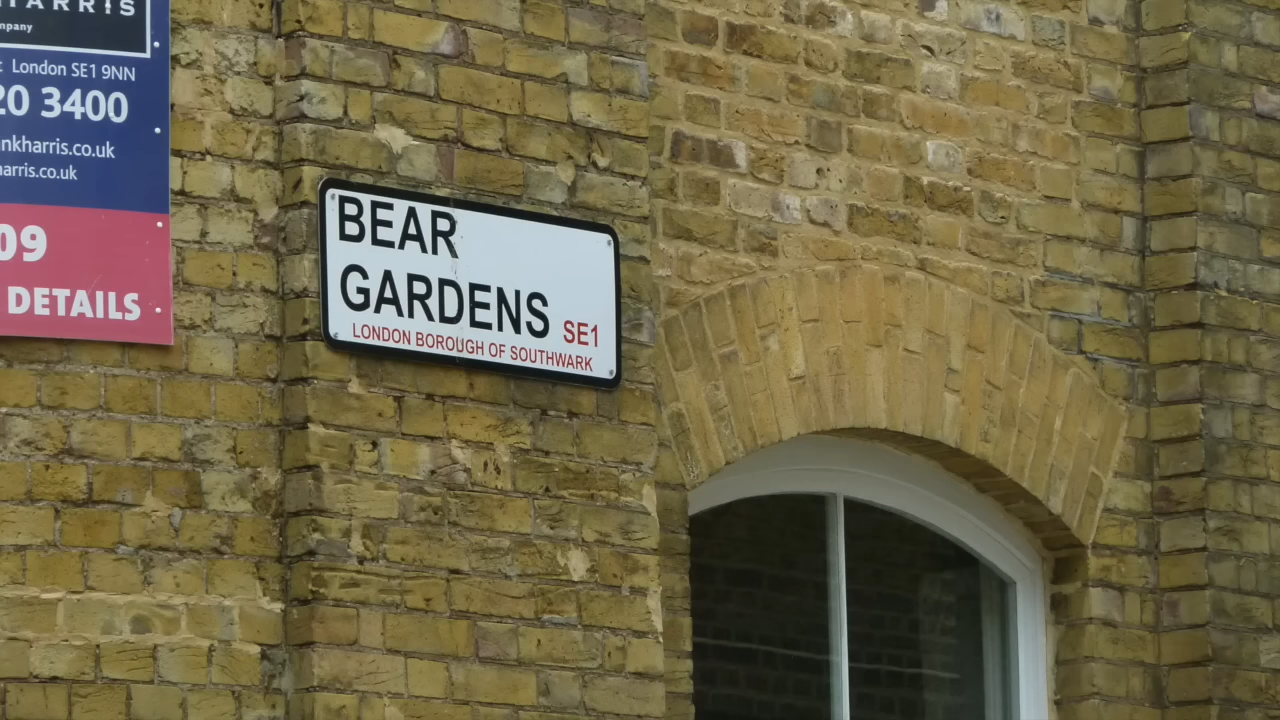 HARRIS
mpany
London SE1 9NN
20 3400
nkharris.co.uk
arris.co.uk
09
DETAILS
BEAR
GARDENS
SE1
LONDON BOROUGH OF SOUTHWARK